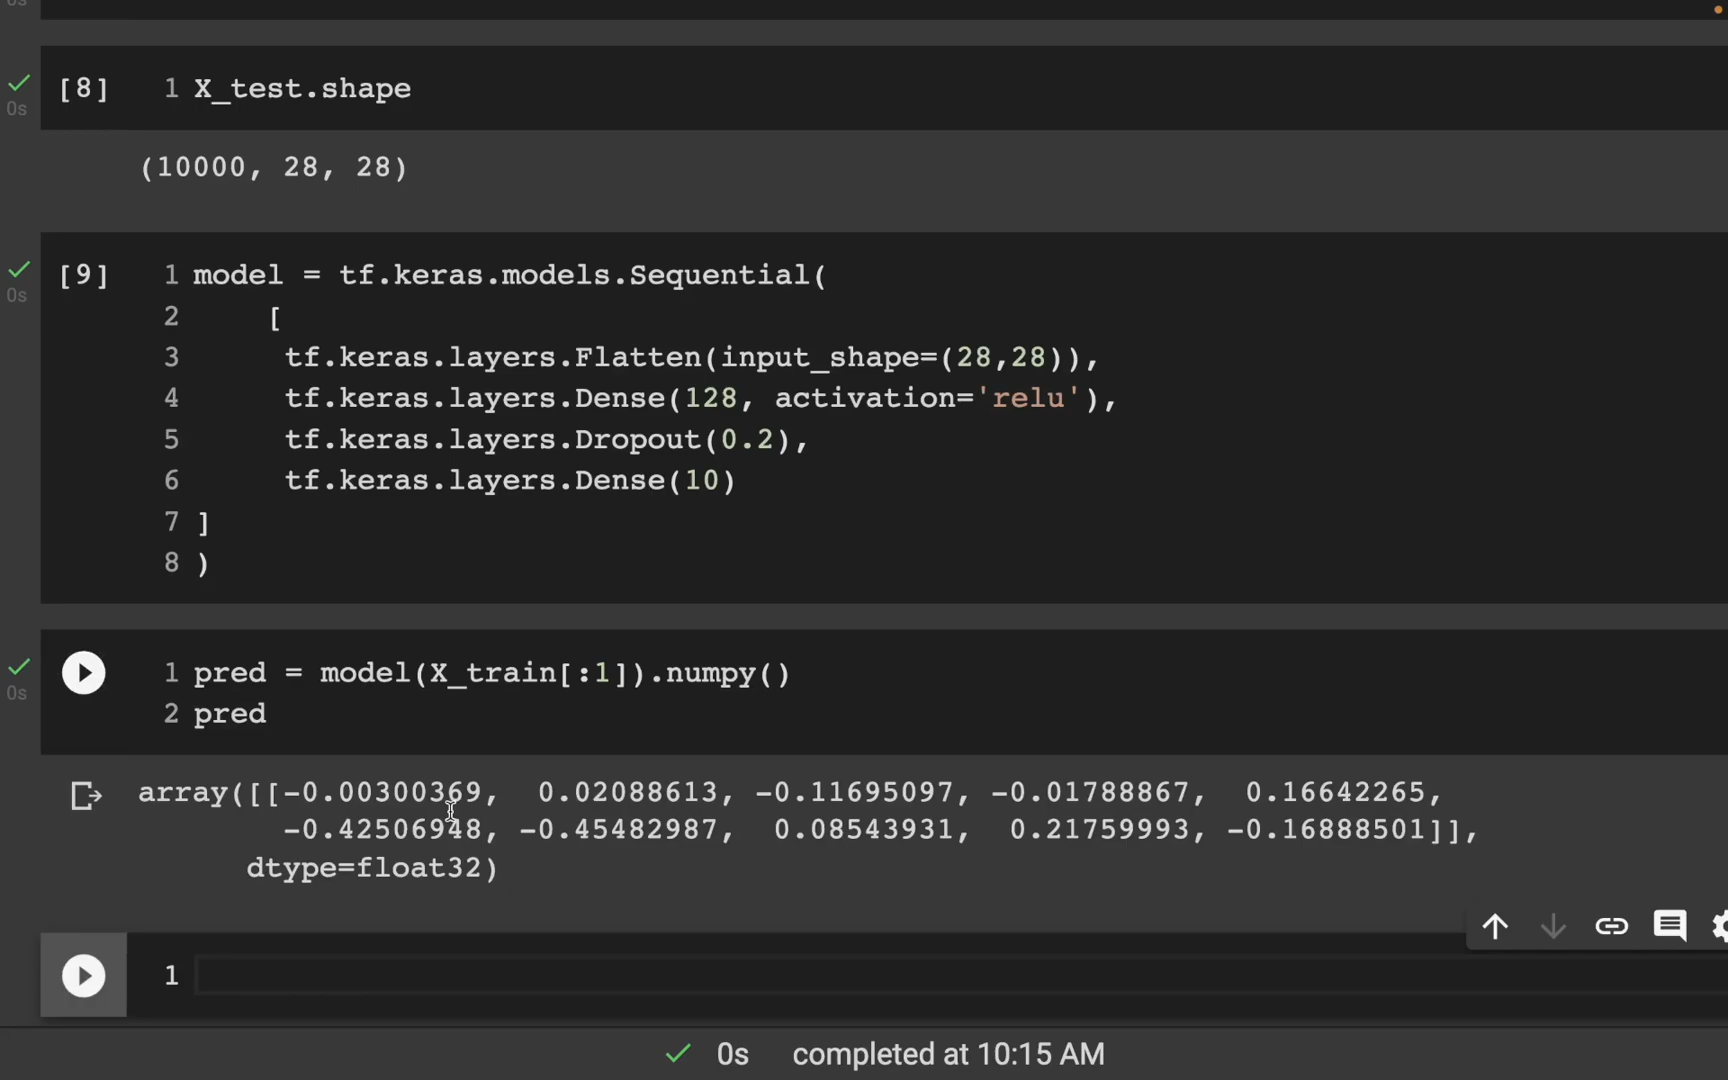 0s
[8] 1 X_test.shape
0s
(10000, 28, 28)
[9] 1 model = tf.keras.models.Sequential(
0s
2 [
3 tf.keras.layers.Flatten(input_shape=(28,28)),
4 tf.keras.layers.Dense(128, activation='relu'),
5 tf.keras.layers.Dropout(0.2),
6 tf.keras.layers.Dense(10)
7 ]
8 )
1 pred = model(X_train[:1]).numpy()
0s
2 pred
array([[-0.00300369, 0.02088613, -0.11695097, -0.01788867, 0.16642265,
-0.42506948, -0.45482987, 0.08543931, 0.21759993, -0.16888501]],
dtype=float32)
1
0s completed at 10:15 AM